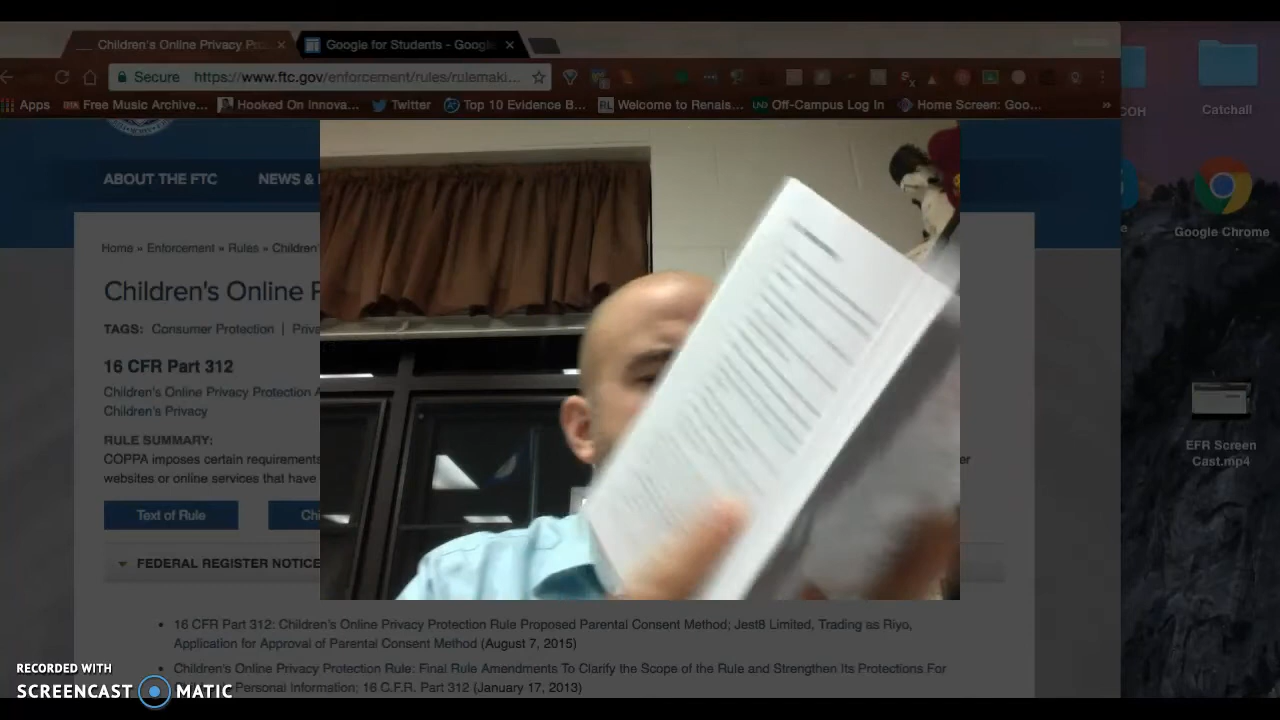 Children's Online Privacy Pro
Google for Students - Google
Secure https://www.ftc.gov/enforcement/rules/rulemaki...
Apps Free Music Archive... Hooked On Innova... Twitter Top 10 Evidence B... RL Welcome to Renais... UND Off-Campus Log In Home Screen: Goo... »
COH
Catchall
ABOUT THE FTC NEWS &
Google Chrome
Home » Enforcement » Rules » Children'
Children's Online P
TAGS: Consumer Protection | Priva
16 CFR Part 312
Children's Online Privacy Protection A
Children's Privacy
RULE SUMMARY:
COPPA imposes certain requirements
websites or online services that have
EFR Screen
Cast.mp4
Text of Rule
FEDERAL REGISTER NOTICE
• 16 CFR Part 312: Children's Online Privacy Protection Rule Proposed Parental Consent Method; Jest8 Limited, Trading as Riyo,
Application for Approval of Parental Consent Method (August 7, 2015)
• Children's Online Privacy Protection Rule: Final Rule Amendments To Clarify the Scope of the Rule and Strengthen Its Protections For
Personal Information; 16 C.F.R. Part 312 (January 17, 2013)
RECORDED WITH
SCREENCAST MATIC